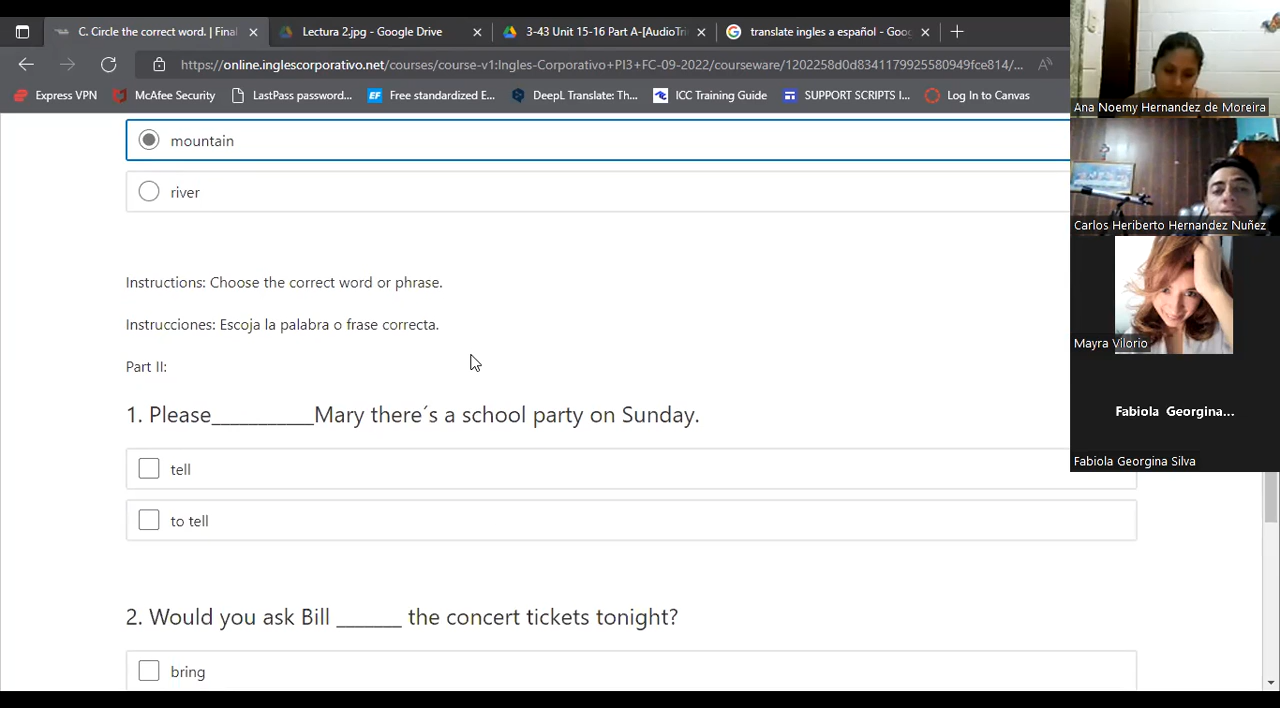 C. Circle the correct word. | Final
Lectura 2.jpg - Google Drive
3-43 Unit 15-16 Part A-[AudioTri
translate ingles a español - Goog
https://online.inglescorporativo.net/courses/course-v1:Ingles-Corporativo+PI3+FC-09-2022/courseware/1202258d0d8341179925580949fce814/...
Express VPN
McAfee Security
LastPass password...
EF Free standardized E...
DeepL Translate: Th...
ICC Training Guide
SUPPORT SCRIPTS I...
Log In to Canvas
mountain
river
Instructions: Choose the correct word or phrase.
Instrucciones: Escoja la palabra o frase correcta.
Part II:
1. Please___________Mary there´s a school party on Sunday.
tell
to tell
2. Would you ask Bill _______ the concert tickets tonight?
bring
Ana Noemy Hernandez de Moreira
Carlos Heriberto Hernandez Nuñez
Mayra Vilorio
Fabiola Georgina...
Fabiola Georgina Silva